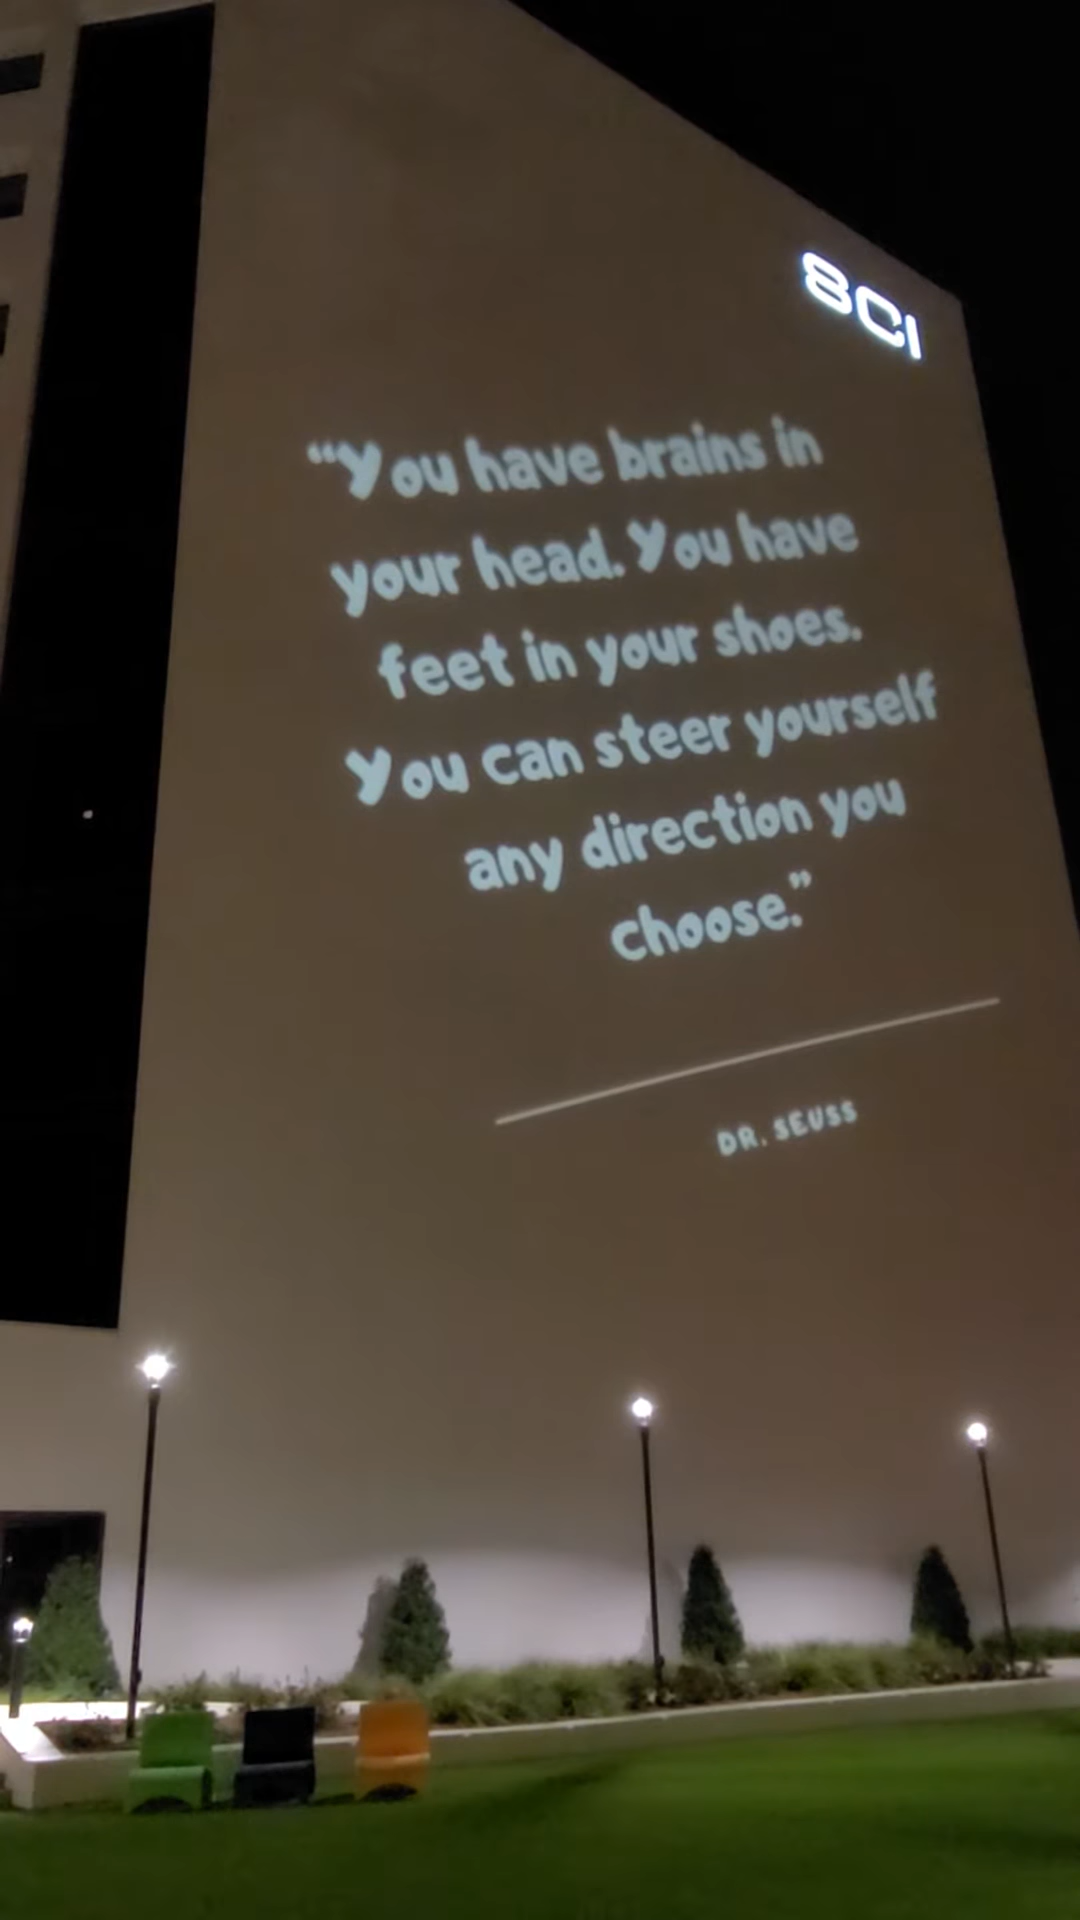 8CI
“You have brains in
your head. You have
feet in your shoes.
You can steer yourself
any direction you
choose.”
DR. SEUSS